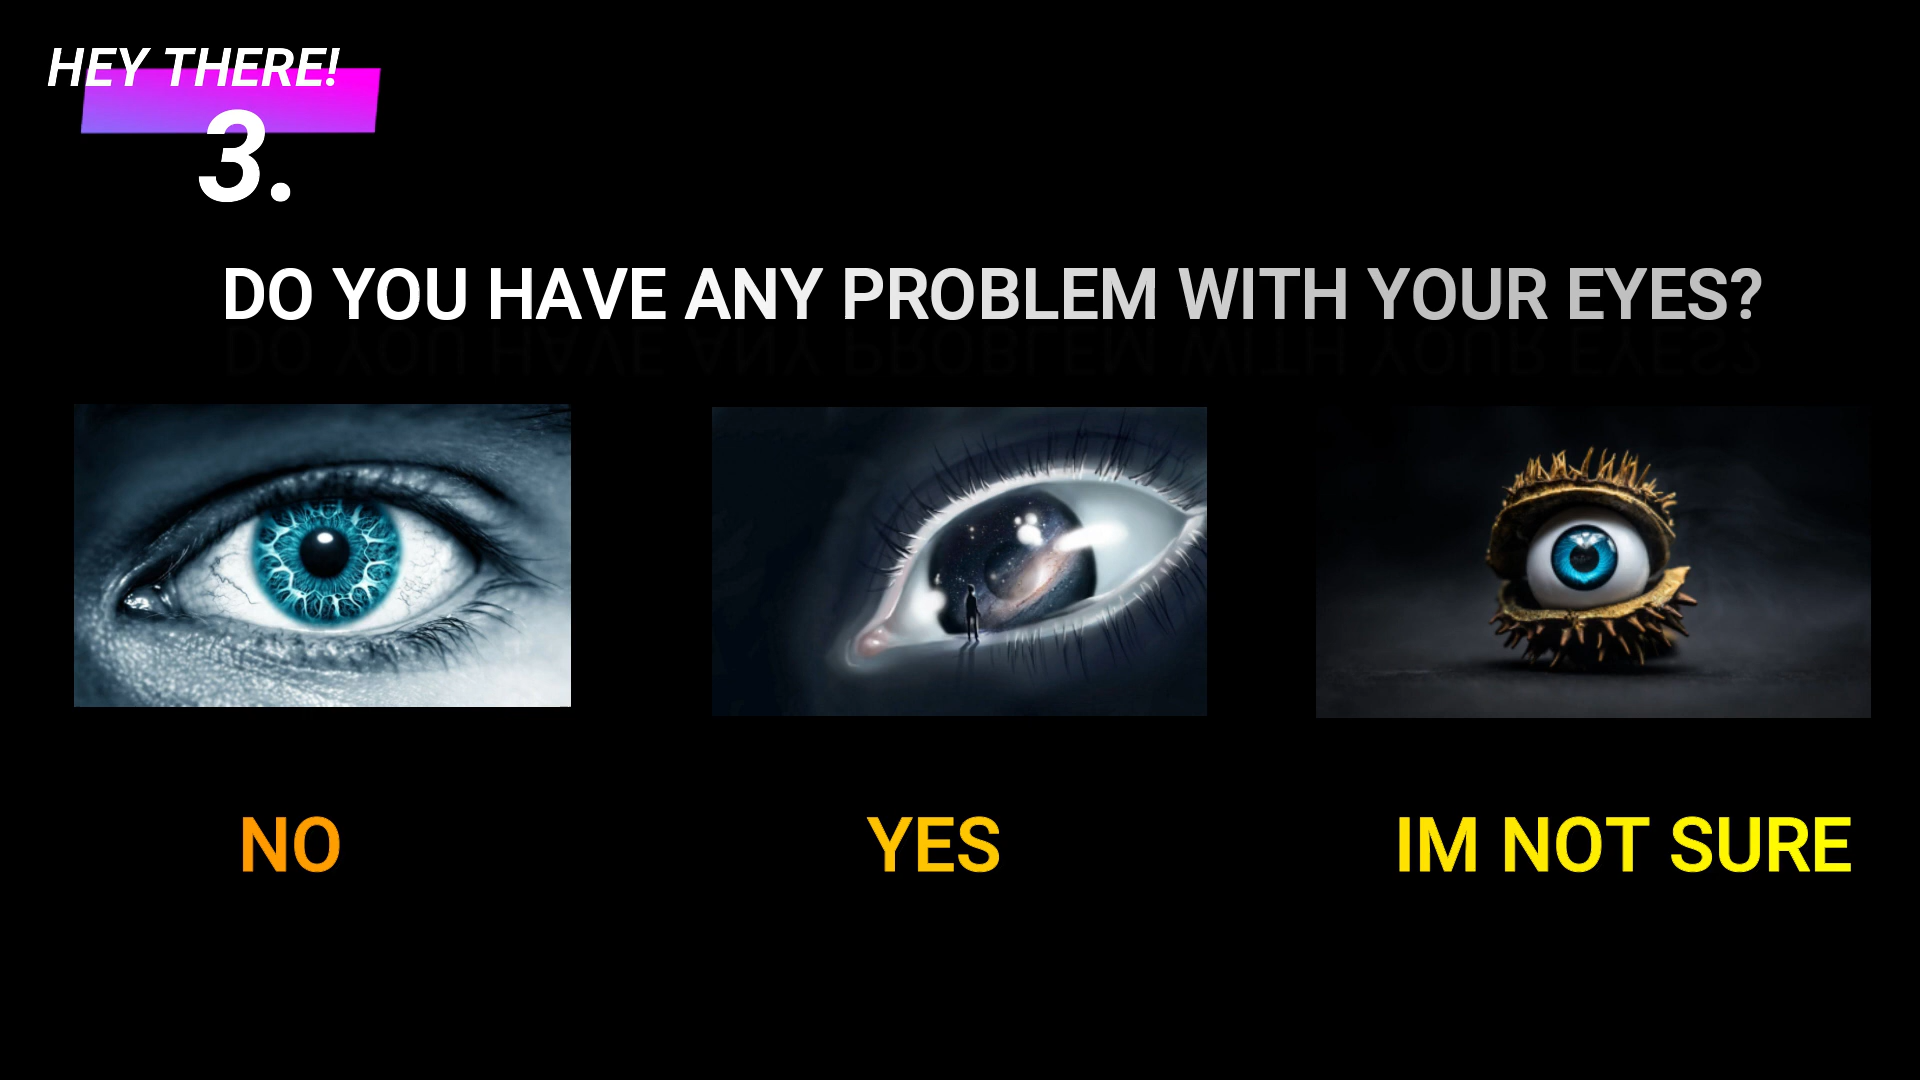 HEY THERE!
3.
DO YOU HAVE ANY PROBLEM WITH YOUR EYES?
NO
YES
IM NOT SURE